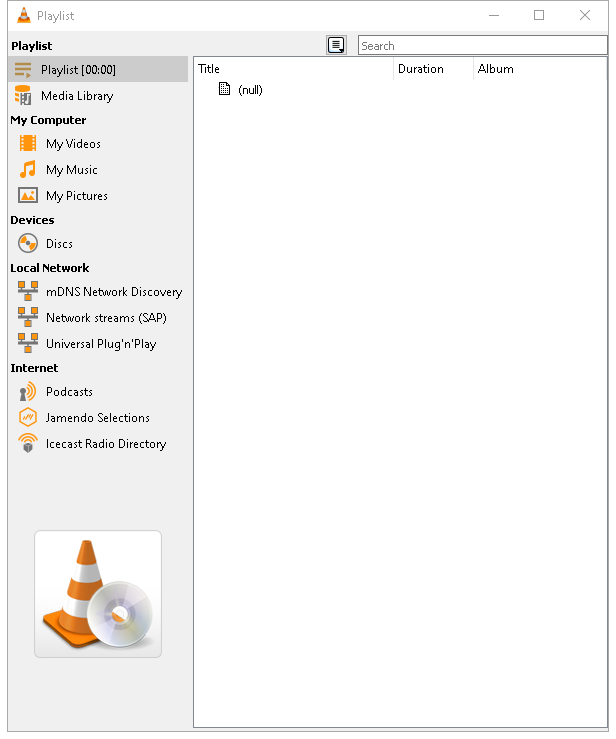 Playlist
Playlist
Search
Playlist [00:00]
Media Library
My Computer
My Videos
My Music
My Pictures
Devices
Discs
Local Network
mDNS Network Discovery
Network streams (SAP)
Universal Plug'n'Play
Internet
Podcasts
Jamendo Selections
Icecast Radio Directory
Title Duration Album
(null)